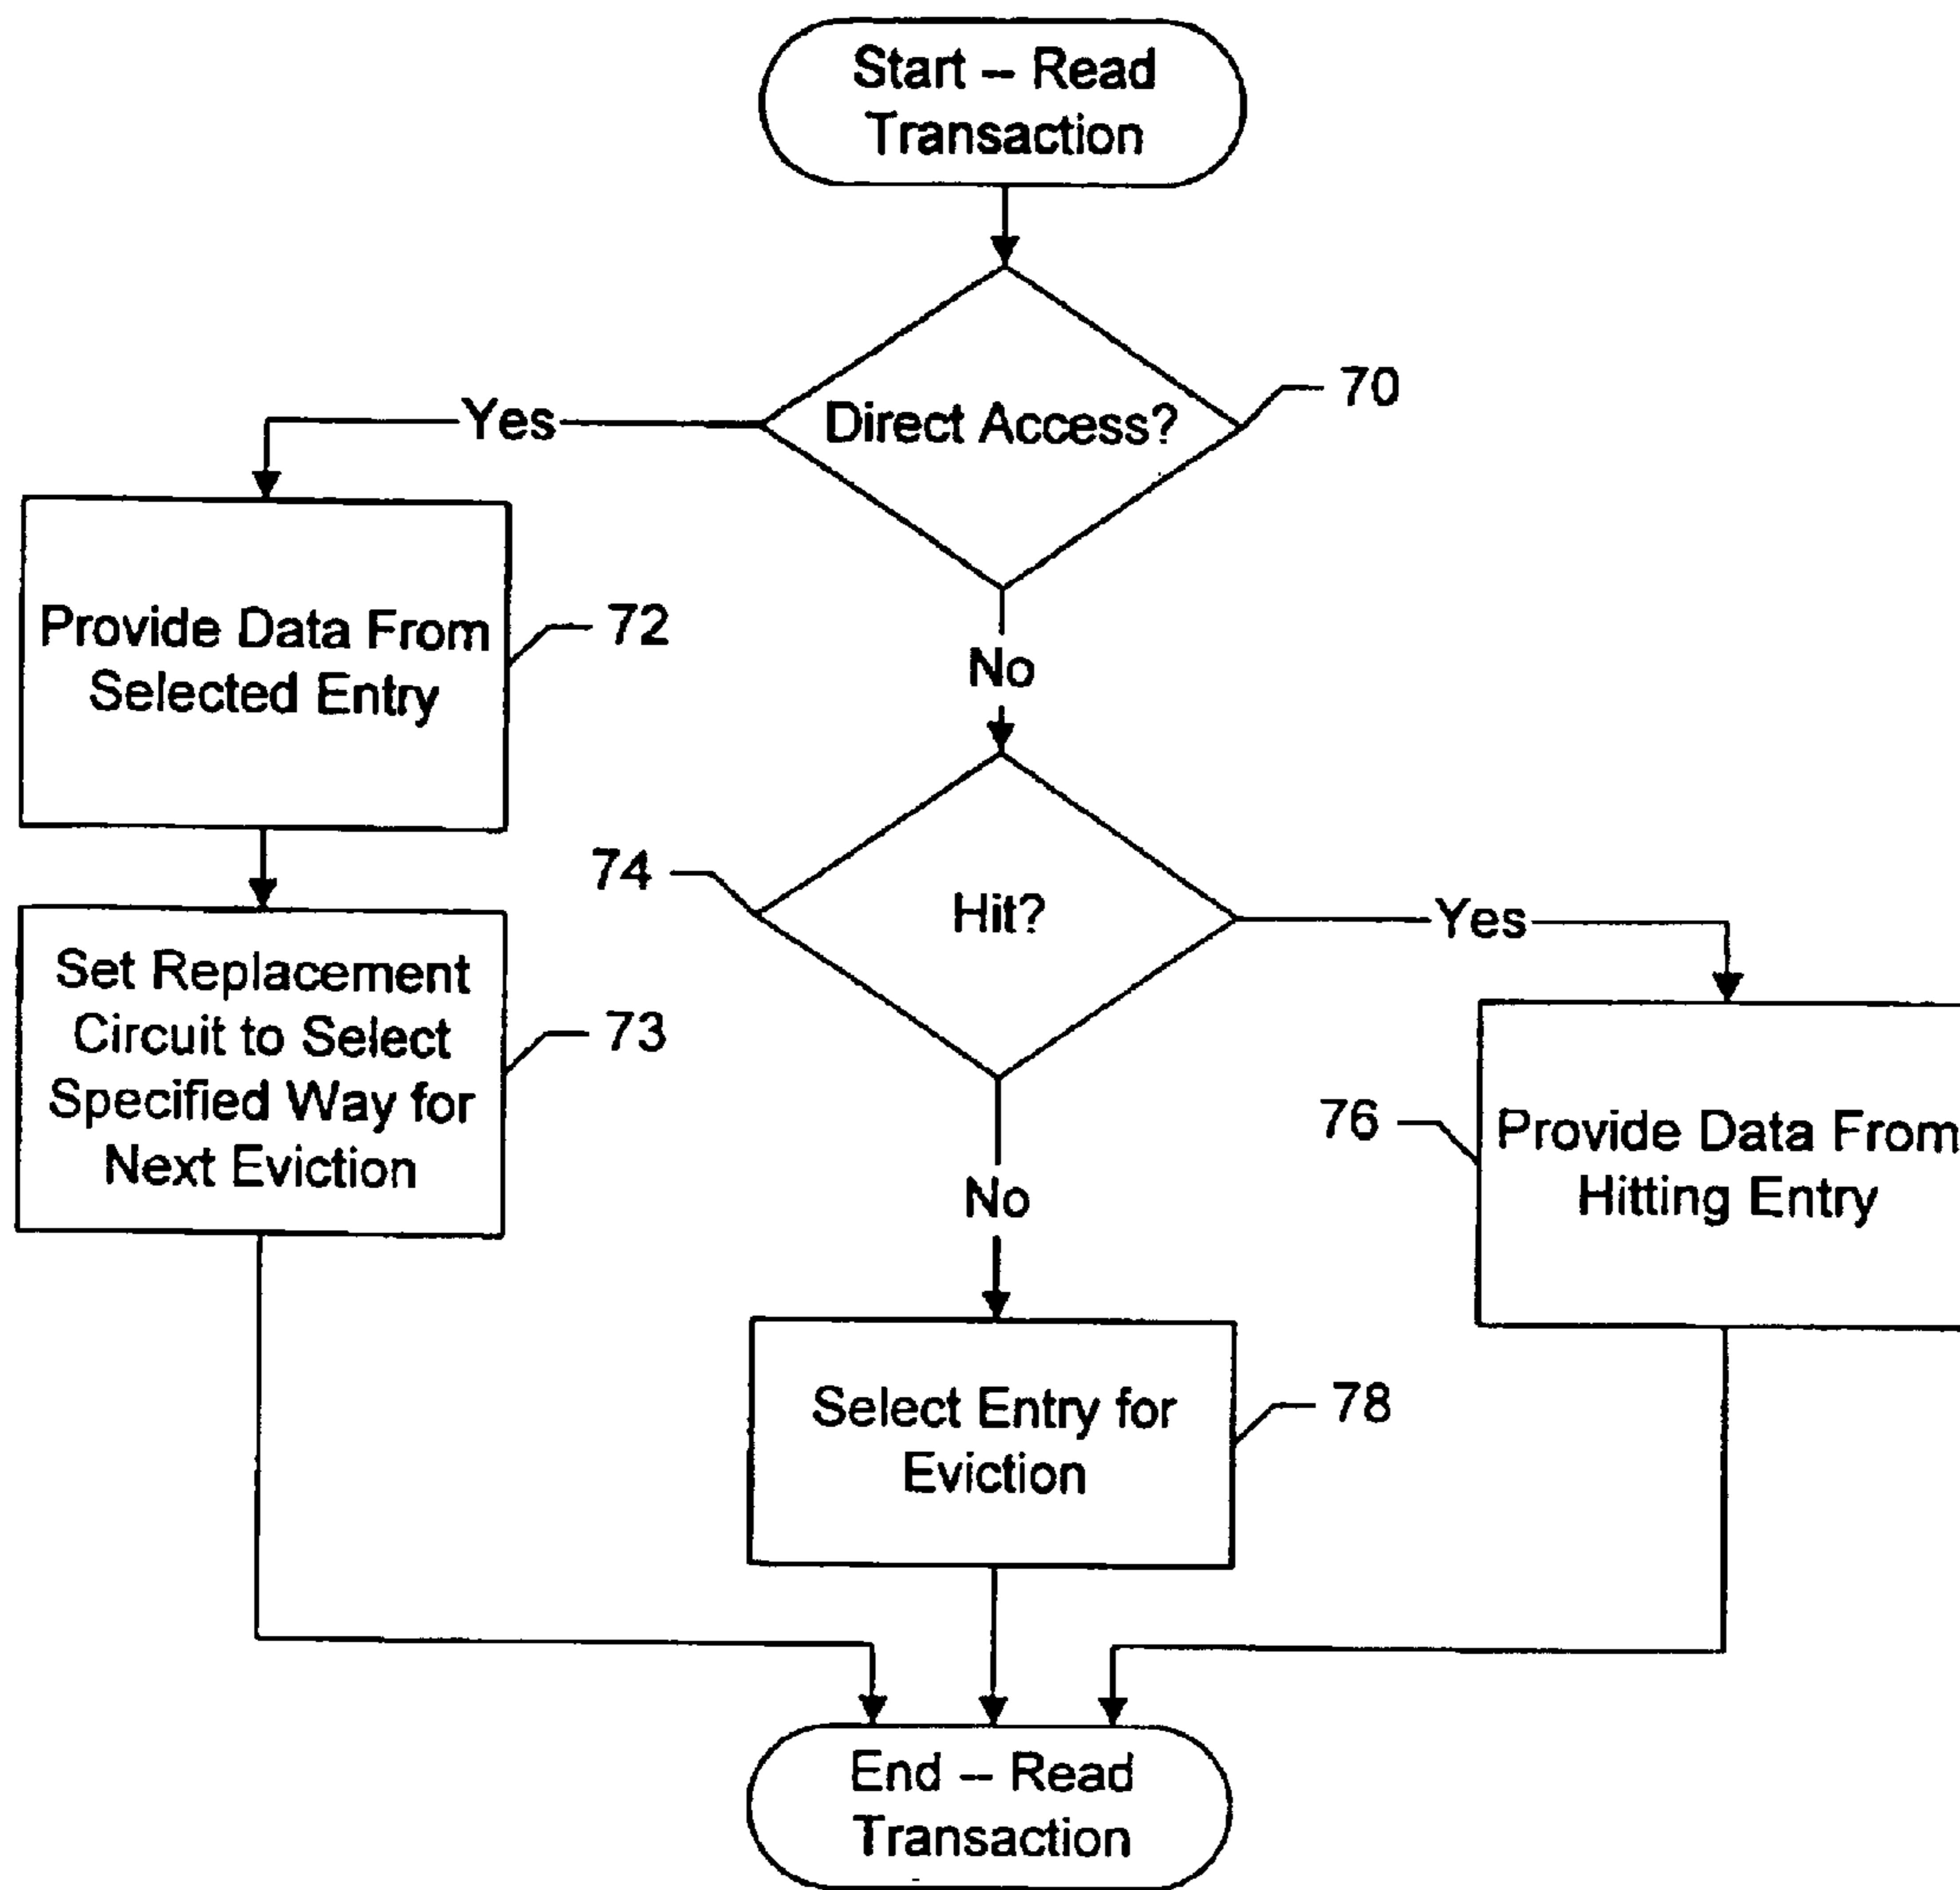 Start -- Read
Transaction
Direct Access?
70
Yes
No
Provide Data From
Selected Entry
72
Set Replacement
Circuit to Select
Specified Way for
Next Eviction
73
74
Hit?
Yes
No
76
Provide Data From
Hitting Entry
Select Entry for
Eviction
78
End -- Read
Transaction